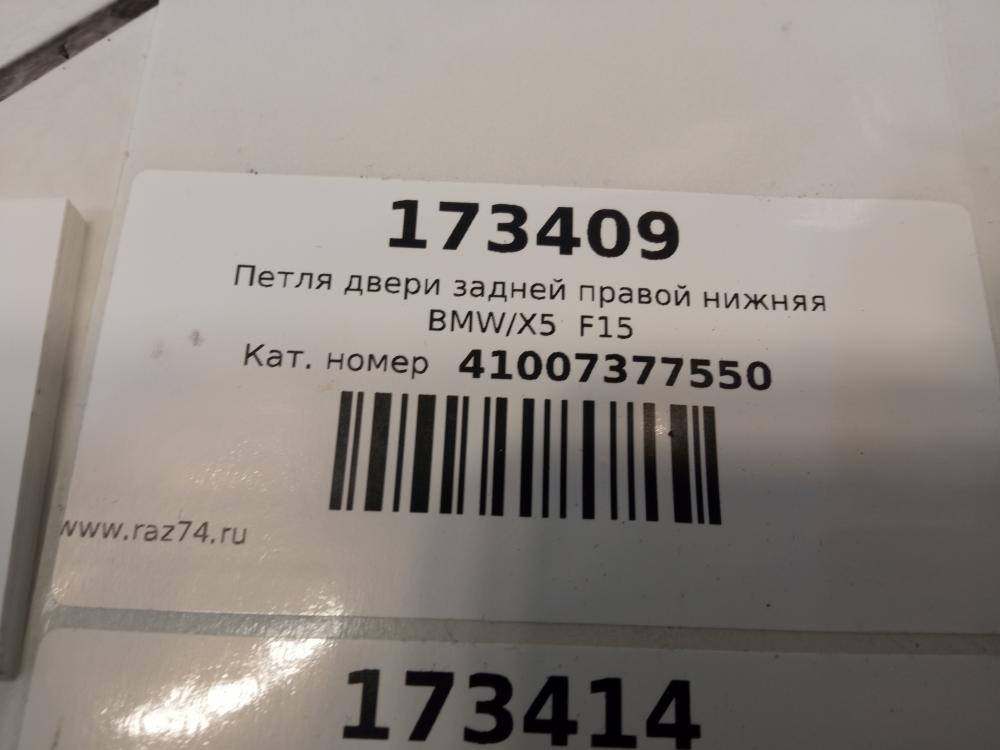 173409
Петля двери задней правой нижняя
BMW/X5 F15
Кат. номер 41007377550
www.raz74.ru
173414